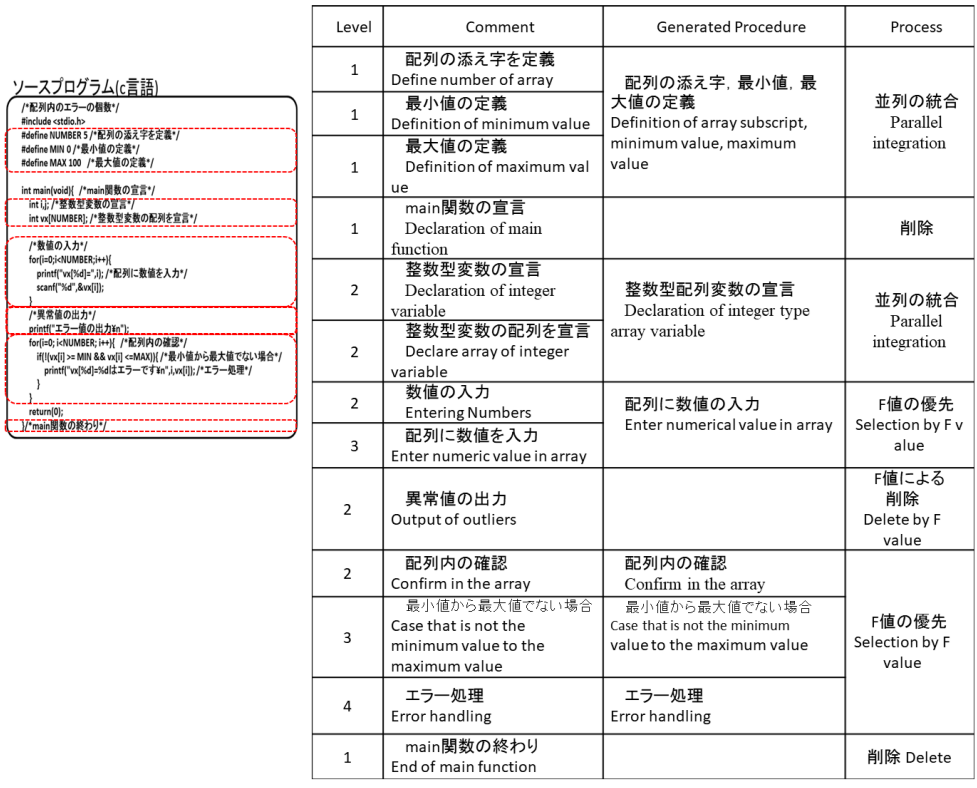 ソースプログラム(c言語)
/*配列内のエラーの個数*/
#include <stdio.h>
#define NUMBER 5 /*配列の添え字を定義*/
#define MIN 0 /*最小値の定義*/
#define MAX 100 /*最大値の定義*/
int main(void){ /*main関数の宣言*/
int i,j; /*整数型変数の宣言*/
int vx[NUMBER]; /*整数型変数の配列を宣言*/
/*数値の入力*/
for(i=0;i<NUMBER;i++){
printf("vx[%d]=",i); /*配列に数値を入力*/
scanf("%d",&vx[i]);
}
/*異常値の出力*/
printf("エラー値の出力¥n");
for(i=0; i<NUMBER; i++){ /*配列内の確認*/
if(!(vx[i] >= MIN && vx[i] <=MAX)){ /*最小値から最大値でない場合*/
printf("vx[%d]=%dはエラーです¥n",i,vx[i]); /*エラー処理*/
}
}
return(0);
}/*main関数の終わり*/
Level Comment Generated Procedure Process
1
配列の添え字を定義
Define number of array
1
最小値の定義
Definition of minimum value
1
最大値の定義
Definition of maximum val
ue
配列の添え字，最小値，最
大値の定義
Definition of array subscript,
minimum value, maximum
value
並列の統合
Parallel
integration
1
main関数の宣言
Declaration of main
function
削除
2
整数型変数の宣言
Declaration of integer
variable
2
整数型変数の配列を宣言
Declare array of integer
variable
整数型配列変数の宣言
Declaration of integer type
array variable
並列の統合
Parallel
integration
2
数値の入力
Entering Numbers
3
配列に数値を入力
Enter numeric value in array
配列に数値の入力
Enter numerical value in array
F値の優先
Selection by F v
alue
2
異常値の出力
Output of outliers
F値による
削除
Delete by F
value
2
配列内の確認
Confirm in the array
配列内の確認
Confirm in the array
3
最小値から最大値でない場合
Case that is not the
minimum value to the
maximum value
最小値から最大値でない場合
Case that is not the minimum
value to the maximum value
4
エラー処理
Error handling
エラー処理
Error handling
F値の優先
Selection by F
value
1
main関数の終わり
End of main function
削除 Delete